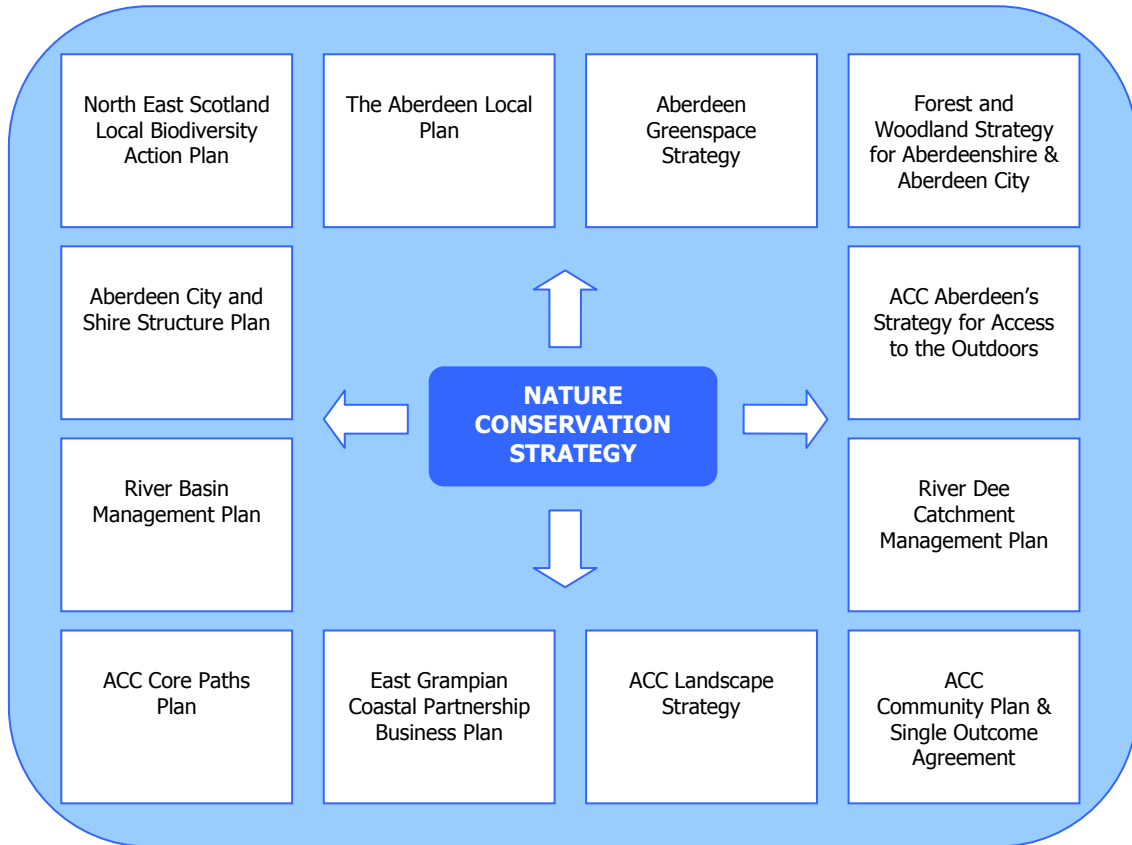 North East Scotland
Local Biodiversity
Action Plan
The Aberdeen Local
Plan
Aberdeen
Greenspace
Strategy
Forest and
Woodland Strategy
for Aberdeenshire &
Aberdeen City
Aberdeen City and
Shire Structure Plan
ACC Aberdeen’s
Strategy for Access
to the Outdoors
NATURE
CONSERVATION
STRATEGY
River Basin
Management Plan
River Dee
Catchment
Management Plan
ACC Core Paths
Plan
East Grampian
Coastal Partnership
Business Plan
ACC Landscape
Strategy
ACC
Community Plan &
Single Outcome
Agreement